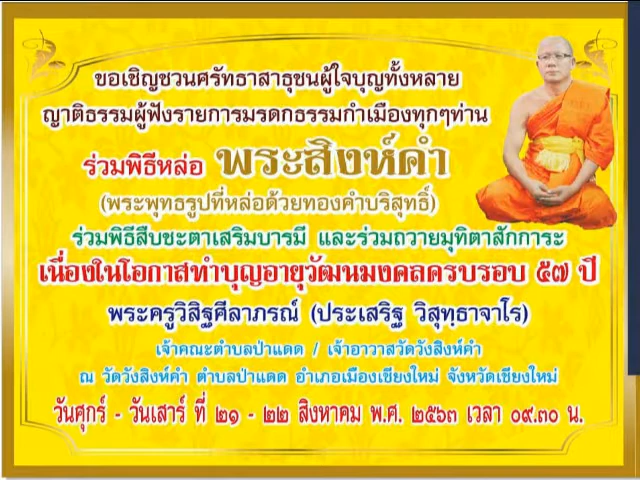 ขอเชิญชวนศรัทธาสาธุชนผู้ใจบุญทั้งหลาย
ญาติธรรมผู้ฟังรายการมรดกธรรมกำเมืองทุกๆท่าน
ร่วมพิธีหล่อ พระสิงห์คำ
(พระพุทธรูปที่หล่อด้วยทองคำบริสุทธิ์)
ร่วมพิธีสืบชะตาเสริมบารมี และร่วมถวายมุทิตาสักการะ
เนื่องในโอกาสทำบุญอายุวัฒนมงคลครบรอบ ๕๗ ปี
พระครูวิสิฐศีลาภรณ์ (ประเสริฐ วิสุทฺธาจาโร)
เจ้าคณะตำบลป่าแดด / เจ้าอาวาสวัดวังสิงห์คำ
ณ วัดวังสิงห์คำ ตำบลป่าแดด อำเภอเมืองเชียงใหม่ จังหวัดเชียงใหม่
วันศุกร์ - วันเสาร์ ที่ ๒๑ - ๒๒ สิงหาคม พ.ศ. ๒๕๖๓ เวลา ๐๙.๓๐ น.